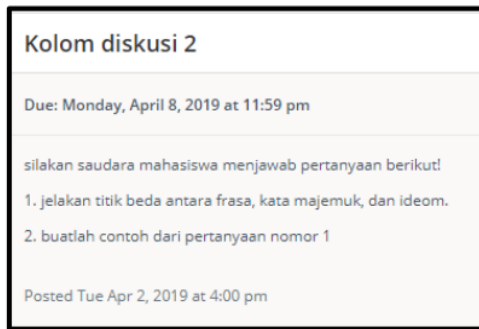 Kolom diskusi 2
Due: Monday, April 8, 2019 at 11:59 pm
silakan saudara mahasiswa menjawab pertanyaan berikut!
1. jelakan titik beda antara frasa, kata majemuk, dan ideom.
2. buatlah contoh dari pertanyaan nomor 1
Posted Tue Apr 2, 2019 at 4:00 pm